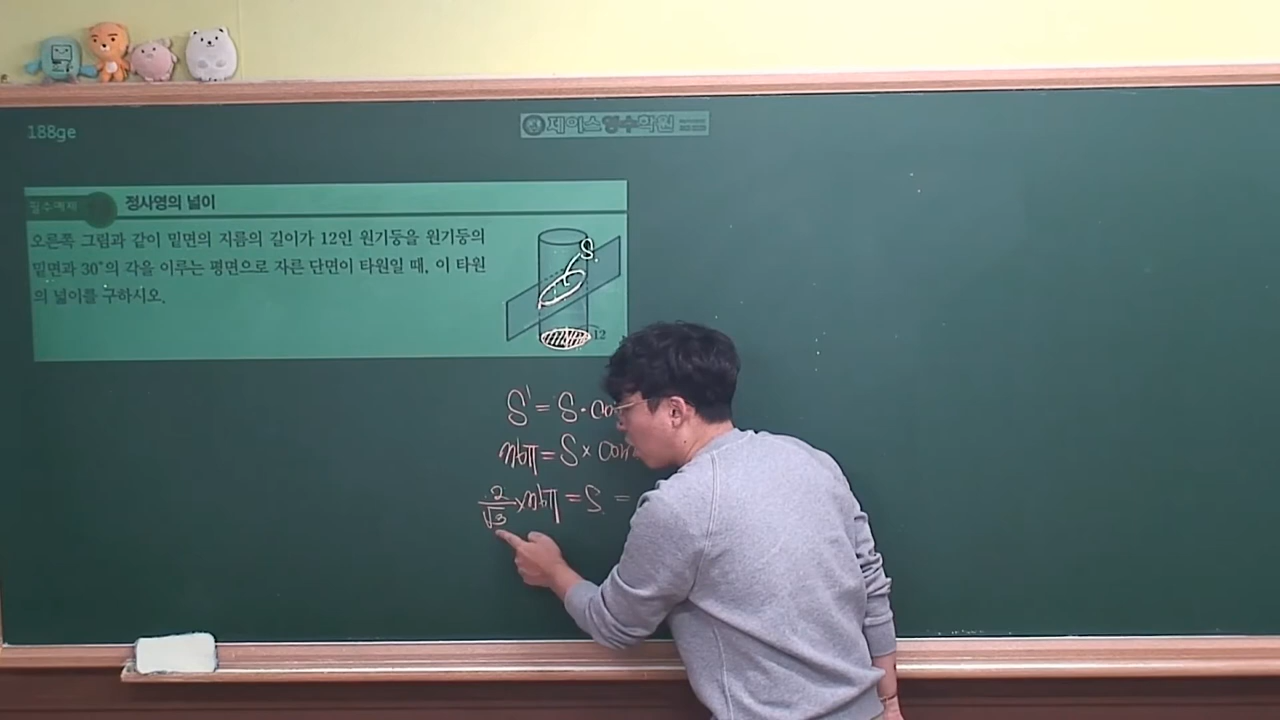 188ge
제이스영수학원
필수예제
정사영의 넓이
오른쪽 그림과 같이 밑면의 지름의 길이가 12인 원기둥을 원기둥의
밑면과 30°의 각을 이루는 평면으로 자른 단면이 타원일 때, 이 타원
의 넓이를 구하시오.
S
12
S' = S · co
36π = S × cos
2/√3 × 36π = S =